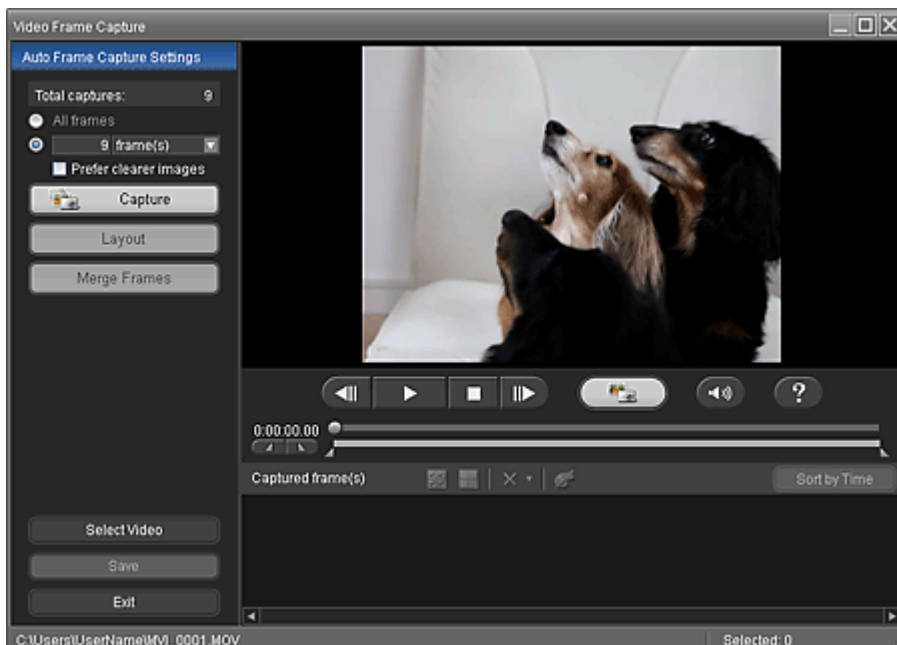 Video Frame Capture
Auto Frame Capture Settings
Total captures: 9
All frames
9 frame(s)
Prefer clearer images
Capture
Layout
Merge Frames
?
0:00:00.00
Captured frame(s)
Sort by Time
Select Video
Save
Exit
C:\Users\UserName\MVI_0001.MOV
Selected: 0